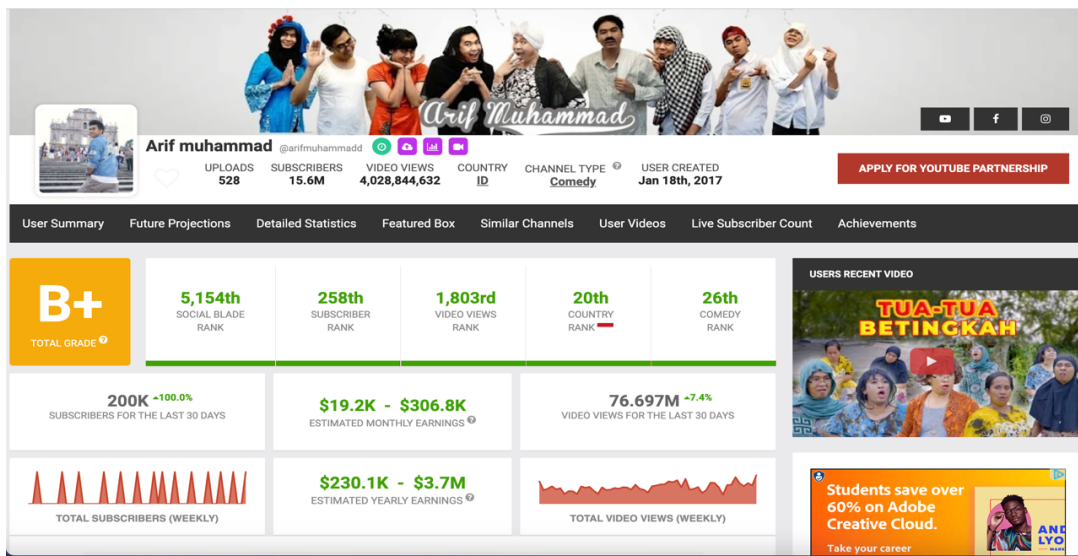 Arif Muhammad
Arif muhammad @arifmuhammadd
UPLOADS SUBSCRIBERS VIDEO VIEWS COUNTRY CHANNEL TYPE USER CREATED
528 15.6M 4,028,844,632 ID Comedy Jan 18th, 2017
APPLY FOR YOUTUBE PARTNERSHIP
User Summary Future Projections Detailed Statistics Featured Box Similar Channels User Videos Live Subscriber Count Achievements
B+
TOTAL GRADE
5,154th
SOCIAL BLADE
RANK
258th
SUBSCRIBER
RANK
1,803rd
VIDEO VIEWS
RANK
20th
COUNTRY
RANK
26th
COMEDY
RANK
200K 100.0%
SUBSCRIBERS FOR THE LAST 30 DAYS
$19.2K - $306.8K
ESTIMATED MONTHLY EARNINGS
76.697M 7.4%
VIDEO VIEWS FOR THE LAST 30 DAYS
TOTAL SUBSCRIBERS (WEEKLY)
$230.1K - $3.7M
ESTIMATED YEARLY EARNINGS
TOTAL VIDEO VIEWS (WEEKLY)
USERS RECENT VIDEO
TUA-TUA
BETINGKAH
Students save over
60% on Adobe
Creative Cloud.
Take your career
AND
LYO